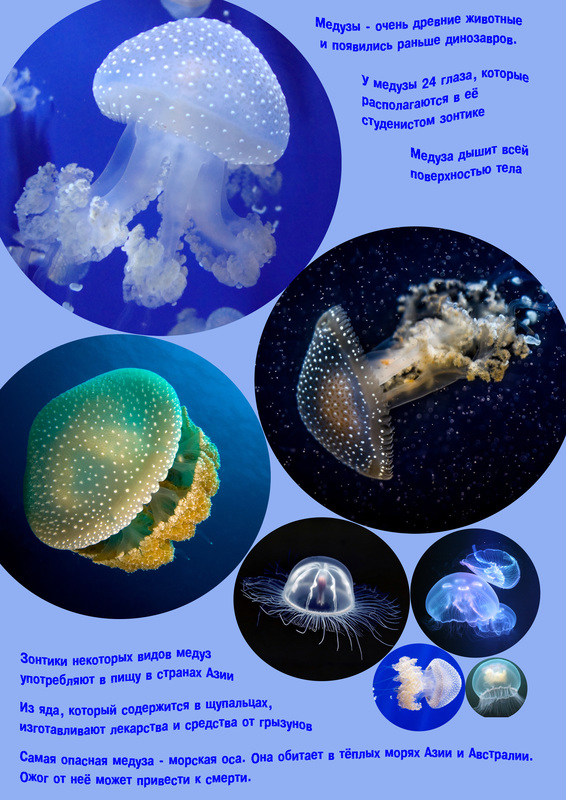 Медузы - очень древние животные
и появились раньше динозавров.
У медузы 24 глаза, которые
располагаются в её
студенистом зонтике
Медуза дышит всей
поверхностью тела
Зонтики некоторых видов медуз
употребляют в пищу в странах Азии
Из яда, который содержится в щупальцах,
изготавливают лекарства и средства от грызунов
Самая опасная медуза - морская оса. Она обитает в тёплых морях Азии и Австралии.
Ожог от неё может привести к смерти.